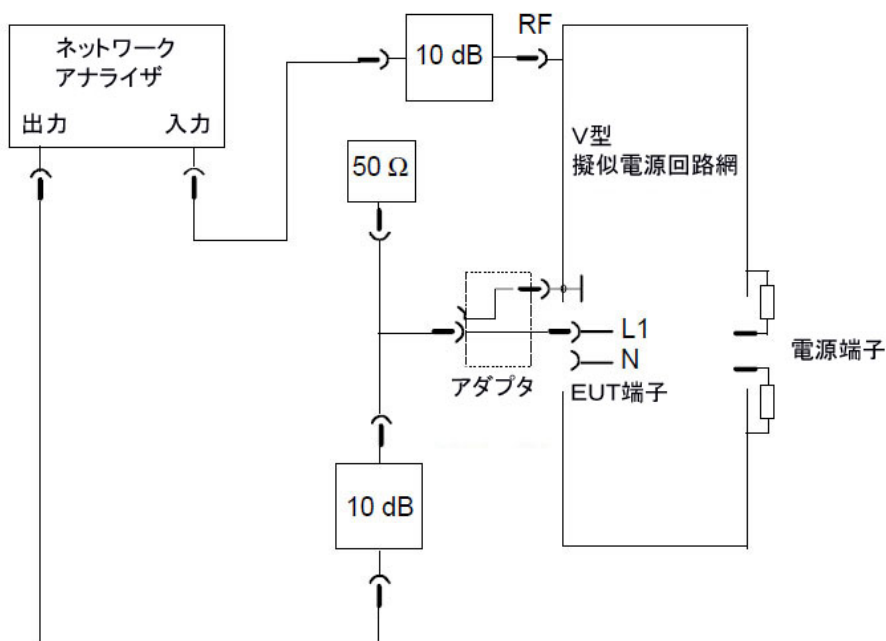 ネットワーク
アナライザ
出力
入力
10 dB
RF
50 Ω
V型
擬似電源回路網
L1
N
アダプタ
EUT端子
電源端子
10 dB